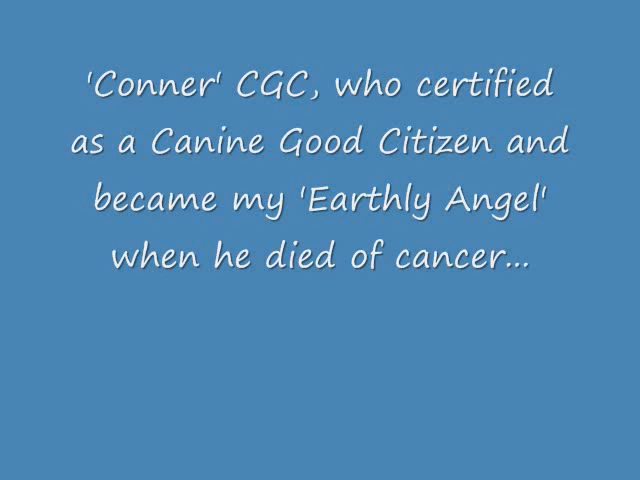 'Conner' CGC, who certified
as a Canine Good Citizen and
became my 'Earthly Angel'
when he died of cancer...